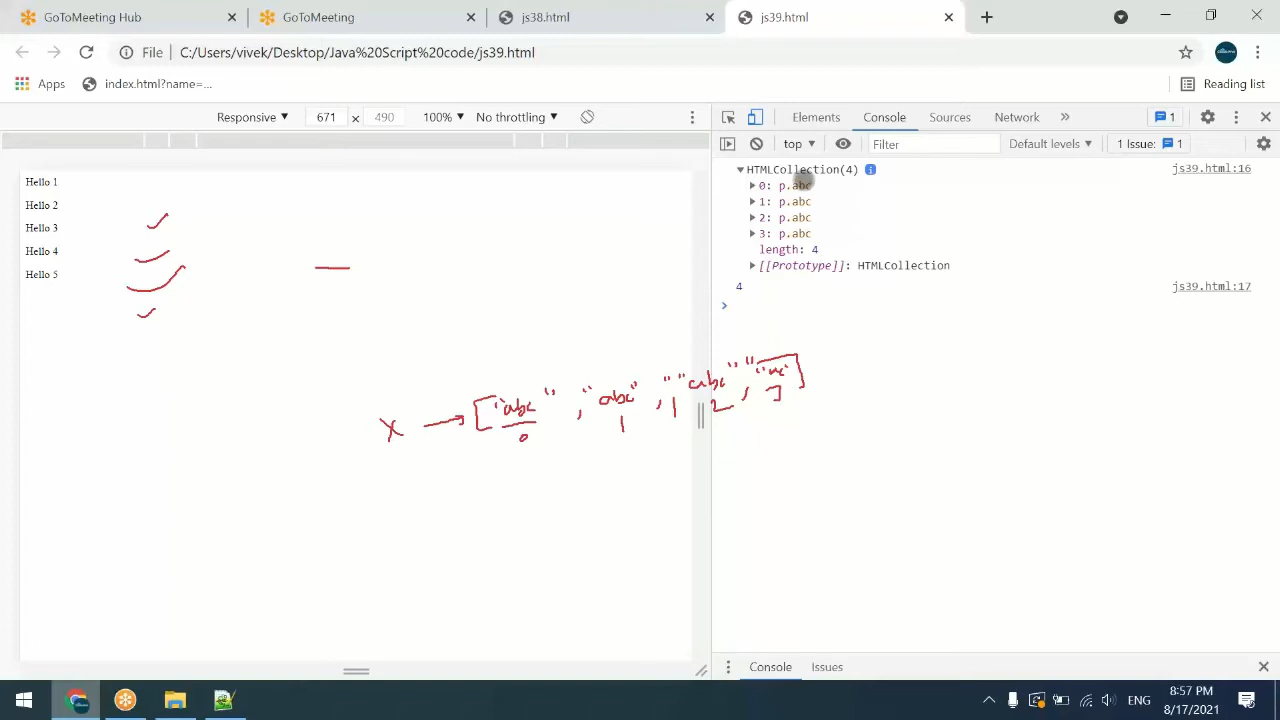 GoToMeeting Hub
GoToMeeting
js38.html
js39.html
File
C:/Users/vivek/Desktop/Java%20Script%20code/js39.html
Apps
index.html?name=...
Reading list
Responsive
671
x
490
100%
No throttling
Elements
Console
Sources
Network
»
1
top
Filter
Default levels
1 Issue:
1
HTMLCollection(4)
js39.html:16
0: p.abc
1: p.abc
2: p.abc
3: p.abc
length: 4
[[Prototype]]: HTMLCollection
4
js39.html:17
>
Hello 1
Hello 2
Hello 3
Hello 4
Hello 5
X → ["abc", "abc", "abc",
0 1 2
Console
Issues
ENG
8:57 PM
8/17/2021